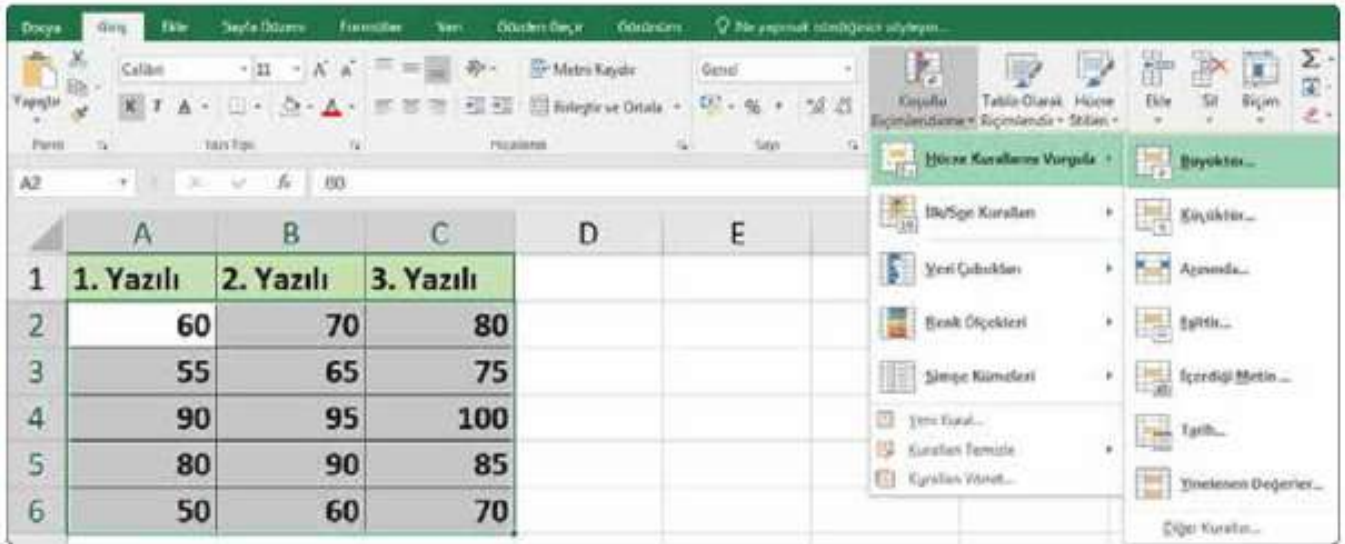 Dosya Giriş Ekle Sayfa Düzeni Formüller Veri Gözden Geçir Görünüm Ne yapmak istediğinizi söyleyin...
Calibri 11 Metni Kaydır Genel
Yapıştır K T A Birleştir ve Ortala %
Koşullu Biçimlendirme Tablo Olarak Biçimlendir Hücre Stilleri Ekle Sil Biçim
Pano Yazı Tipi Hizalama Sayı
A2 fx 60
Hücre Kurallarını Vurgula
İlk/Son Kuralları
Veri Çubukları
Renk Ölçekleri
Simge Kümeleri
Yeni Kural...
Kuralları Temizle
Kuralları Yönet...
Büyüktür...
Küçüktür...
Arasında...
Eşittir...
İçerdiği Metin ...
Tarih...
Yinelenen Değerler...
Diğer Kurallar...
A B C D E
1 1. Yazılı 2. Yazılı 3. Yazılı
2 60 70 80
3 55 65 75
4 90 95 100
5 80 90 85
6 50 60 70